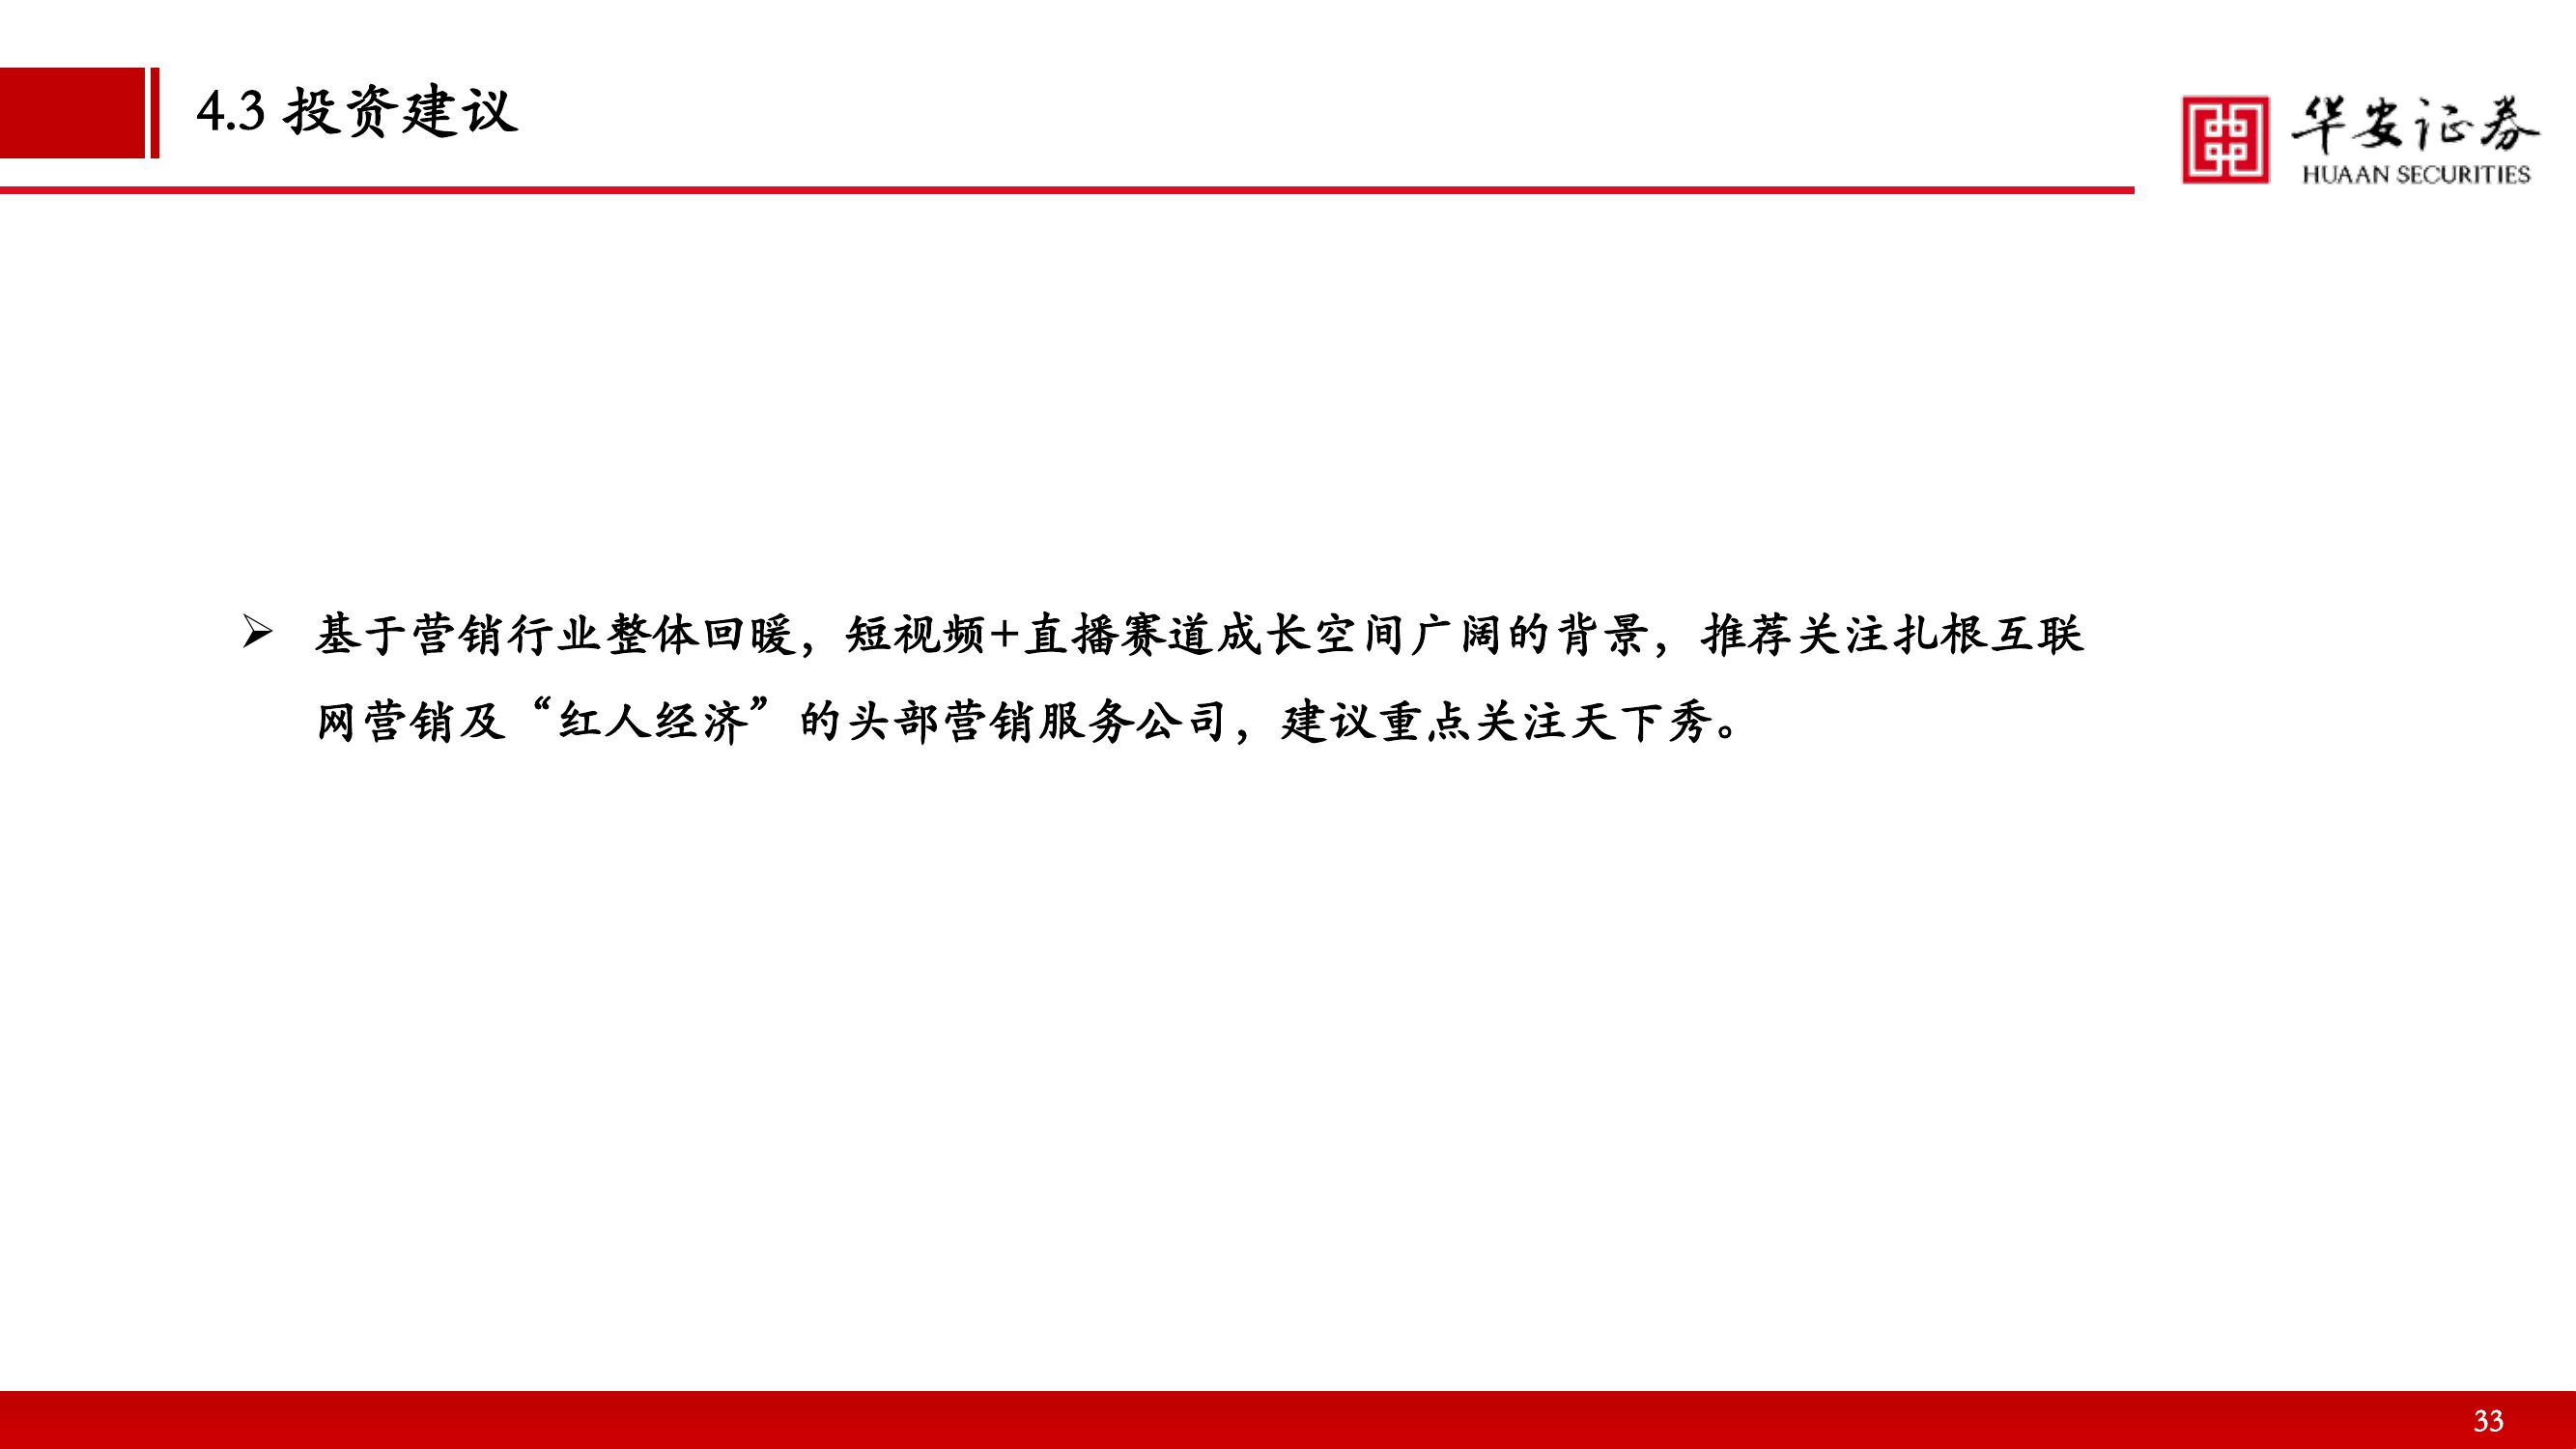 4.3 投资建议
华安证券
HUAAN SECURITIES
➢ 基于营销行业整体回暖，短视频+直播赛道成长空间广阔的背景，推荐关注扎根互联
网营销及“红人经济”的头部营销服务公司，建议重点关注天下秀。
33